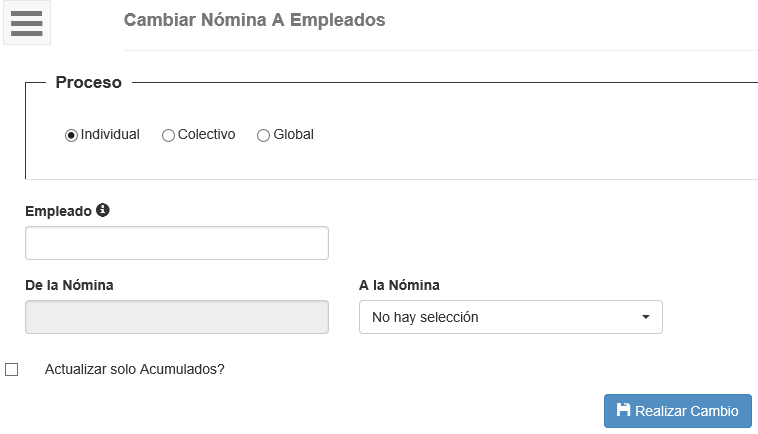 Cambiar Nómina A Empleados
Proceso
Individual Colectivo Global
Empleado
De la Nómina A la Nómina
No hay selección
Actualizar solo Acumulados?
Realizar Cambio